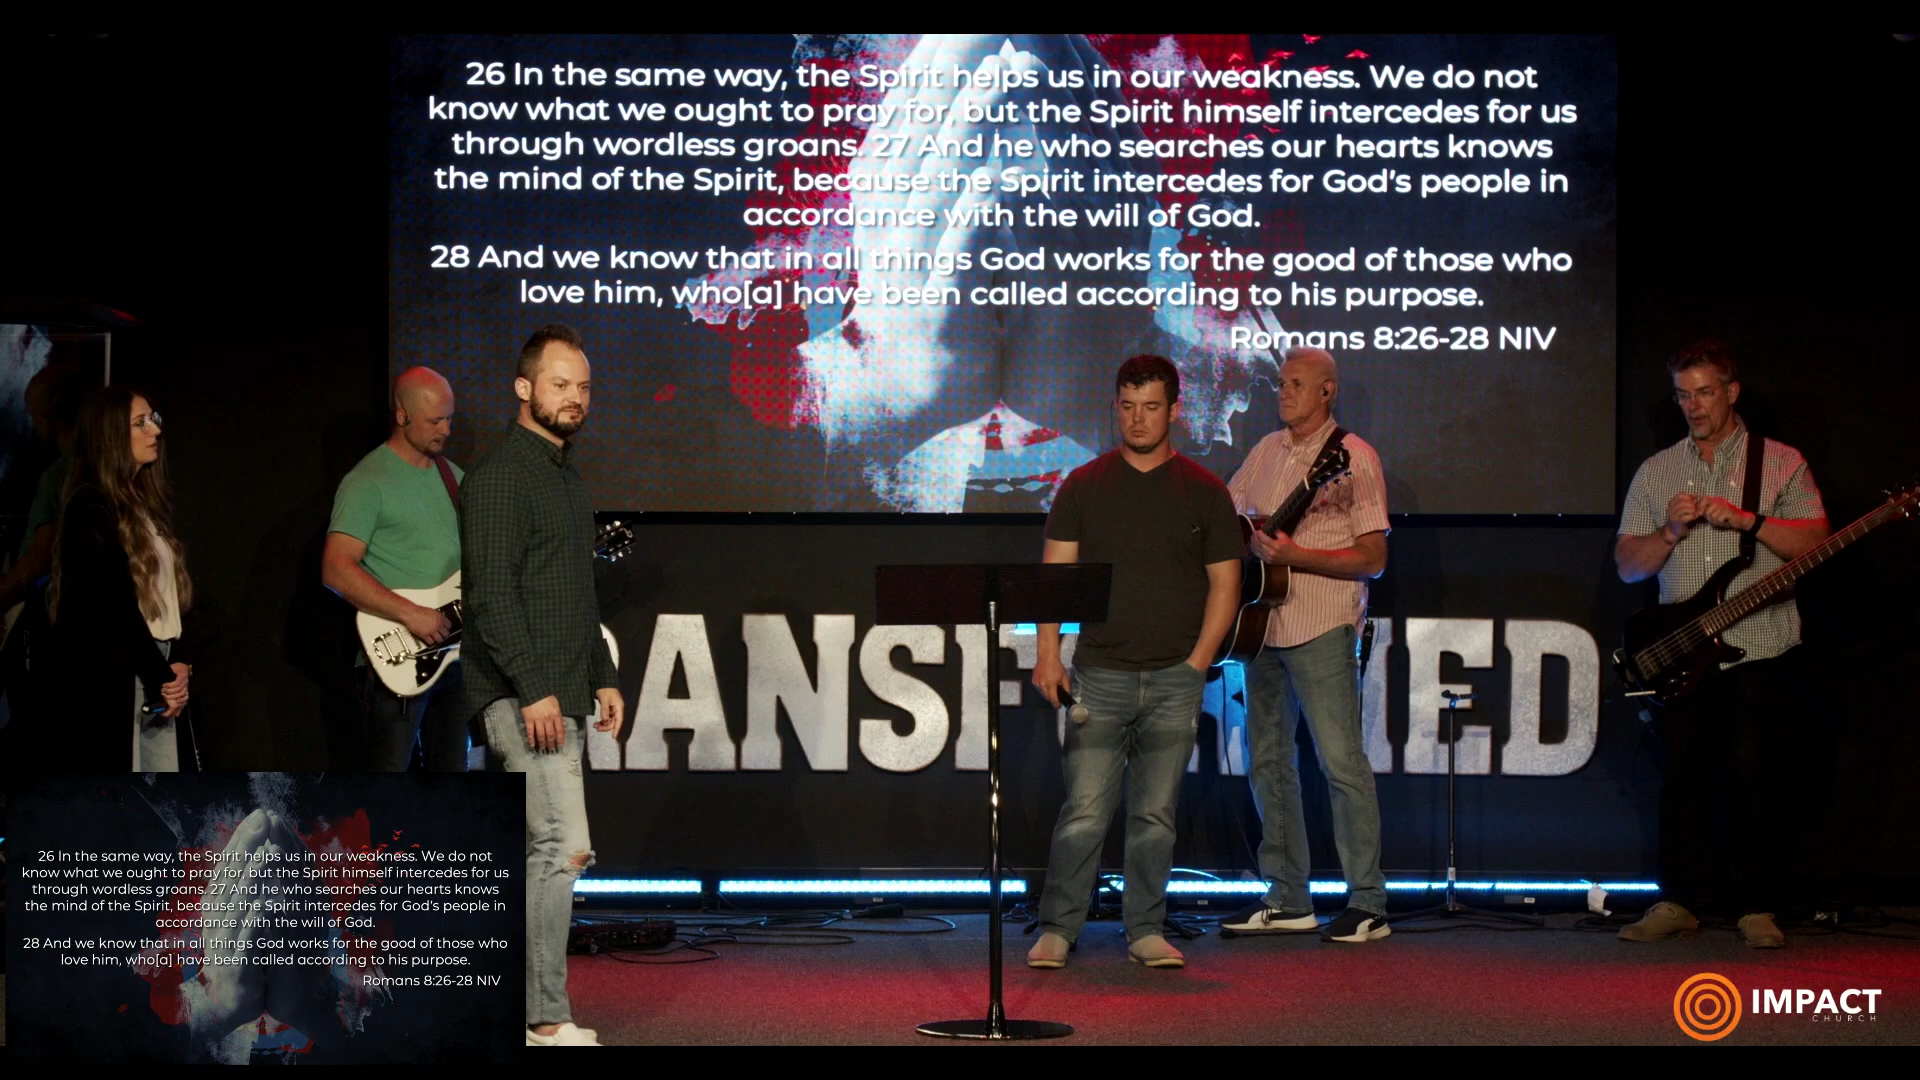 26 In the same way, the Spirit helps us in our weakness. We do not
know what we ought to pray for, but the Spirit himself intercedes for us
through wordless groans. 27 And he who searches our hearts knows
the mind of the Spirit, because the Spirit intercedes for God's people in
accordance with the will of God.
28 And we know that in all things God works for the good of those who
love him, who[a] have been called according to his purpose.
Romans 8:26-28 NIV
RANSF ED
26 In the same way, the Spirit helps us in our weakness. We do not
know what we ought to pray for, but the Spirit himself intercedes for us
through wordless groans. 27 And he who searches our hearts knows
the mind of the Spirit, because the Spirit intercedes for God's people in
accordance with the will of God.
28 And we know that in all things God works for the good of those who
love him, who[a] have been called according to his purpose.
Romans 8:26-28 NIV
IMPACT
CHURCH